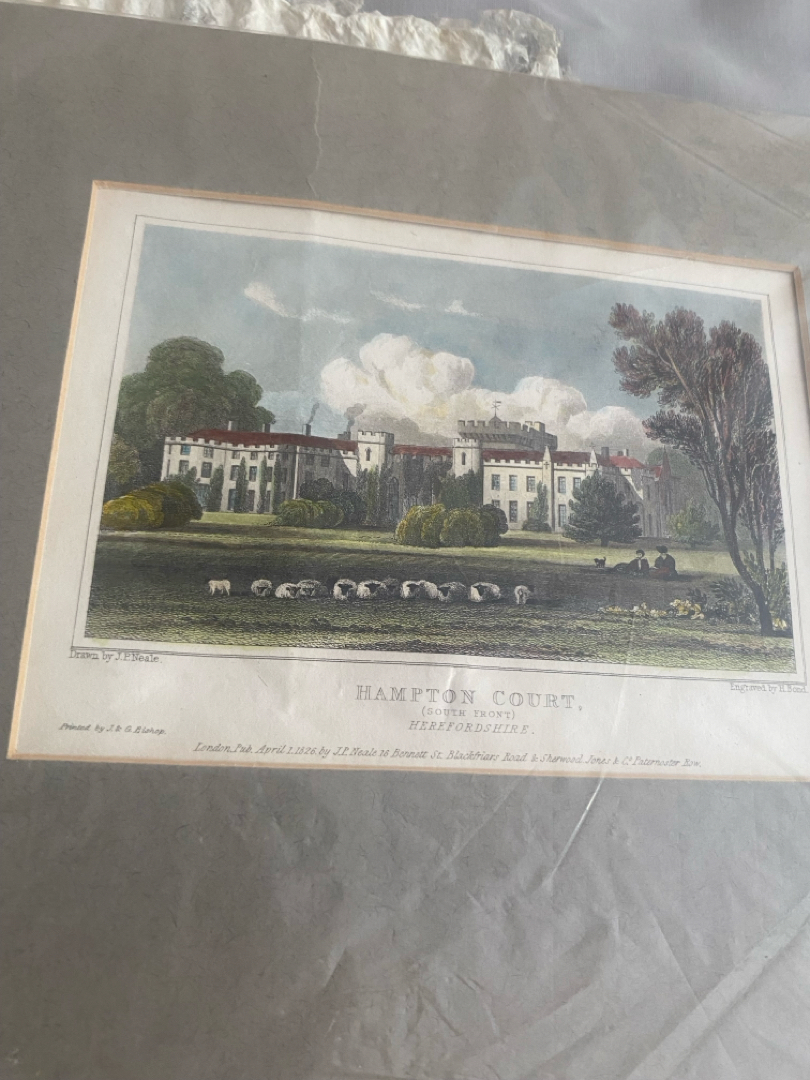 Drawn by J.P. Neale.
Engraved by H. Bond.
HAMPTON COURT,
(SOUTH FRONT)
HEREFORDSHIRE.
Printed by J. & G. Bishop.
London, Pub. April 1, 1826, by J.P. Neale 16 Bennett St. Blackfriars Road & Sherwood, Jones & Co. Paternoster Row.